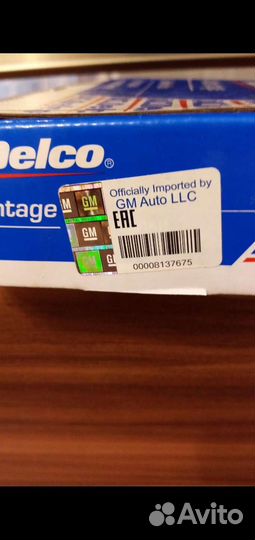 Delco®
ntage
M GM
GM
GM
Officially Imported by
GM Auto LLC
EAC
00008137675
Avito